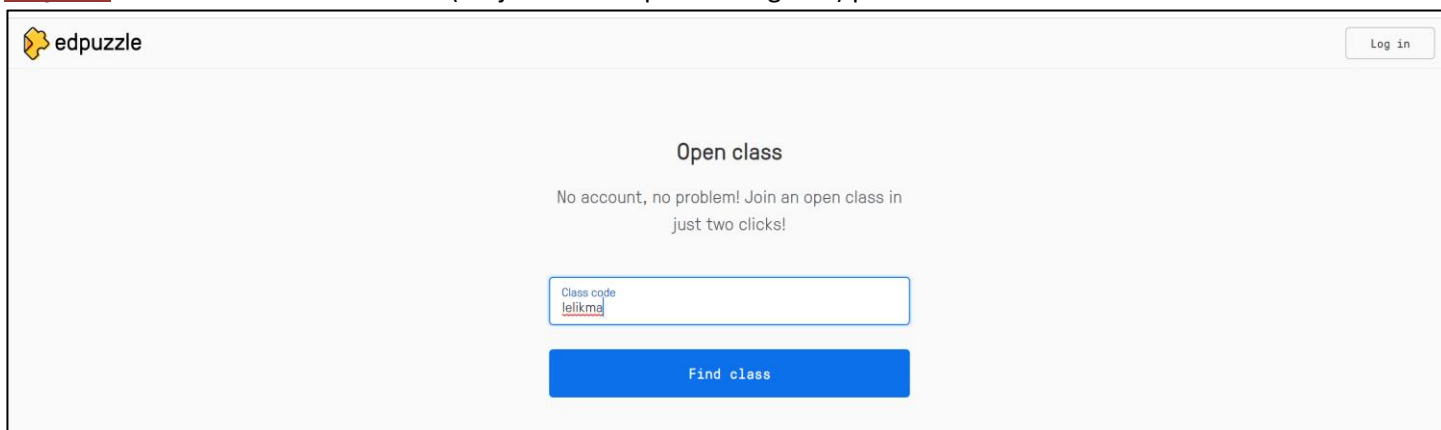 edpuzzle
Log in
Open class
No account, no problem! Join an open class in
just two clicks!
Class code
lelikma
Find class